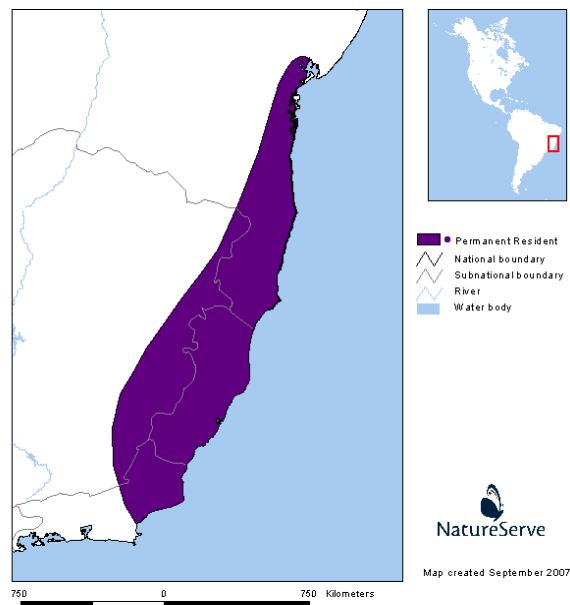 Permanent Resident
National boundary
Subnational boundary
River
Water body
NatureServe
Map created September 2007
750 0 750 Kilometers